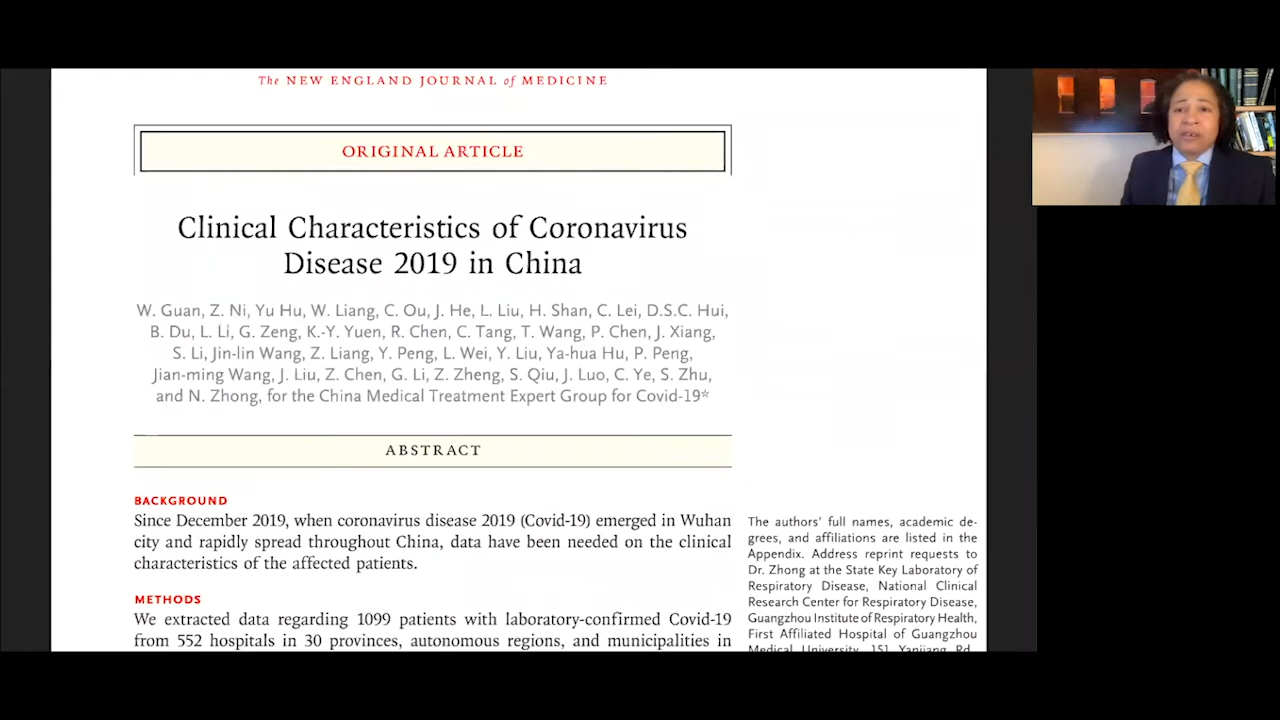 The NEW ENGLAND JOURNAL of MEDICINE
ORIGINAL ARTICLE
Clinical Characteristics of Coronavirus
Disease 2019 in China
W. Guan, Z. Ni, Yu Hu, W. Liang, C. Ou, J. He, L. Liu, H. Shan, C. Lei, D.S.C. Hui,
B. Du, L. Li, G. Zeng, K.-Y. Yuen, R. Chen, C. Tang, T. Wang, P. Chen, J. Xiang,
S. Li, Jin-lin Wang, Z. Liang, Y. Peng, L. Wei, Y. Liu, Ya-hua Hu, P. Peng,
Jian-ming Wang, J. Liu, Z. Chen, G. Li, Z. Zheng, S. Qiu, J. Luo, C. Ye, S. Zhu,
and N. Zhong, for the China Medical Treatment Expert Group for Covid-19*
ABSTRACT
BACKGROUND
Since December 2019, when coronavirus disease 2019 (Covid-19) emerged in Wuhan
city and rapidly spread throughout China, data have been needed on the clinical
characteristics of the affected patients.
METHODS
We extracted data regarding 1099 patients with laboratory-confirmed Covid-19
from 552 hospitals in 30 provinces, autonomous regions, and municipalities in
The authors' full names, academic de-
grees, and affiliations are listed in the
Appendix. Address reprint requests to
Dr. Zhong at the State Key Laboratory of
Respiratory Disease, National Clinical
Research Center for Respiratory Disease,
Guangzhou Institute of Respiratory Health,
First Affiliated Hospital of Guangzhou
Medical University, 151 Yanjiang Rd.,